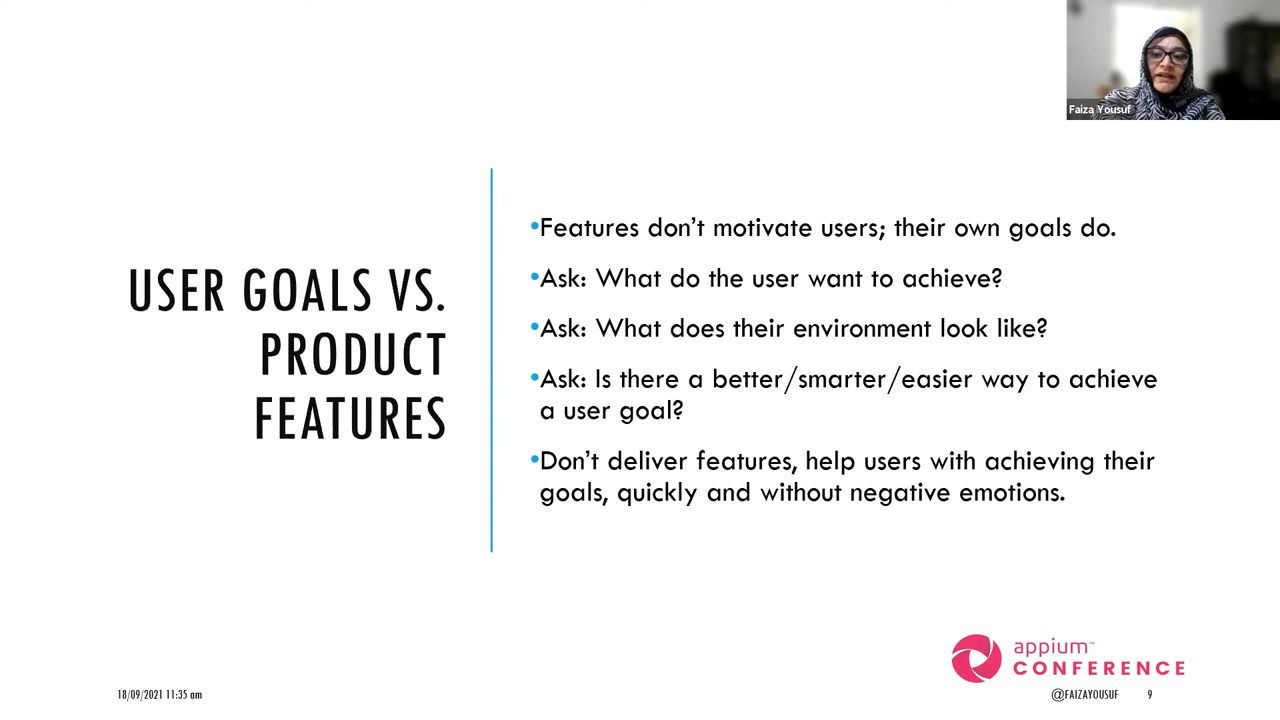 Faiza Yousuf
USER GOALS VS.
PRODUCT
FEATURES
•Features don't motivate users; their own goals do.
•Ask: What do the user want to achieve?
•Ask: What does their environment look like?
•Ask: Is there a better/smarter/easier way to achieve
a user goal?
•Don't deliver features, help users with achieving their
goals, quickly and without negative emotions.
appium™
CONFERENCE
18/09/2021 11:35 am
@FAIZAYOUSUF
9